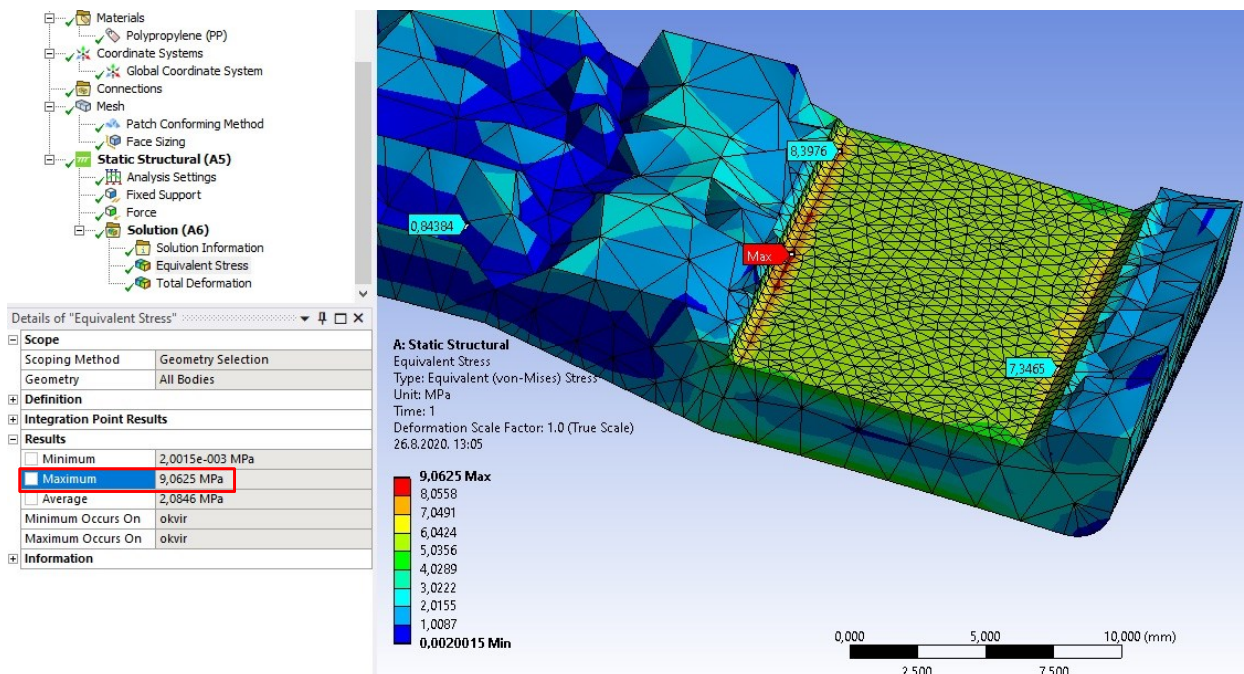 Materials
Polypropylene (PP)
Coordinate Systems
Global Coordinate System
Connections
Mesh
Patch Conforming Method
Face Sizing
Static Structural (A5)
Analysis Settings
Fixed Support
Force
Solution (A6)
Solution Information
Equivalent Stress
Total Deformation
Details of "Equivalent Stress"
Scope
Scoping Method Geometry Selection
Geometry All Bodies
Definition
Integration Point Results
Results
Minimum 2,0015e-003 MPa
Maximum 9,0625 MPa
Average 2,0846 MPa
Minimum Occurs On okvir
Maximum Occurs On okvir
Information
8,3976
0,84384
Max
7,3465
A: Static Structural
Equivalent Stress
Type: Equivalent (von-Mises) Stress
Unit: MPa
Time: 1
Deformation Scale Factor: 1.0 (True Scale)
26.8.2020. 13:05
9,0625 Max
8,0558
7,0491
6,0424
5,0356
4,0289
3,0222
2,0155
1,0087
0,0020015 Min
0,000 5,000 10,000 (mm)
2,500 7,500